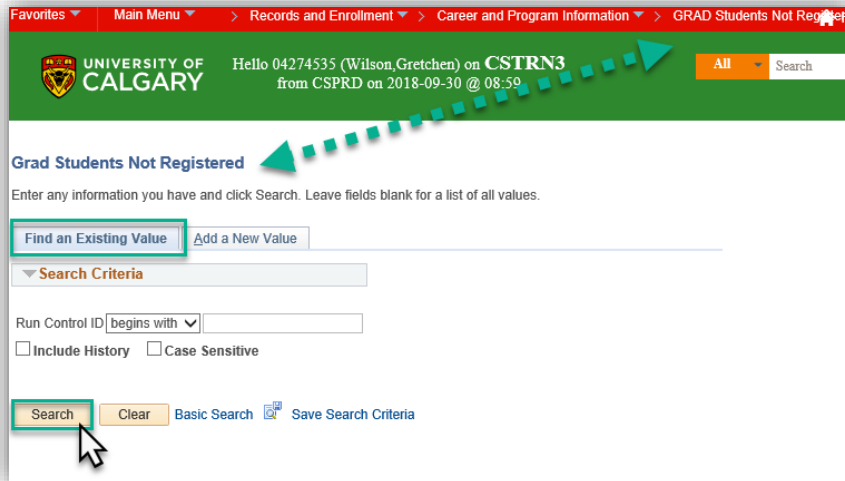 Favorites Main Menu > Records and Enrollment > Career and Program Information > GRAD Students Not
UNIVERSITY OF CALGARY
Hello 04274535 (Wilson,Gretchen) on CSTRN3
from CSPRD on 2018-09-30 @ 08:59
All Search
Grad Students Not Registered
Enter any information you have and click Search. Leave fields blank for a list of all values.
Find an Existing Value Add a New Value
Search Criteria
Run Control ID begins with
Include History Case Sensitive
Search Clear Basic Search Save Search Criteria